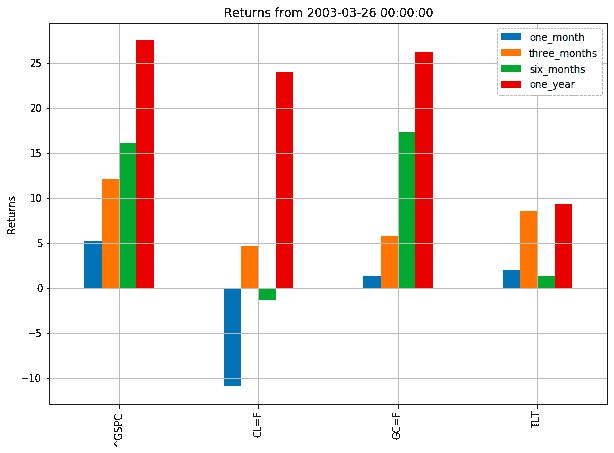 Returns from 2003-03-26 00:00:00
one_month
three_months
six_months
one_year
25
20
15
10
5
0
−5
−10
Returns
^GSPC
CL=F
GC=F
TLT